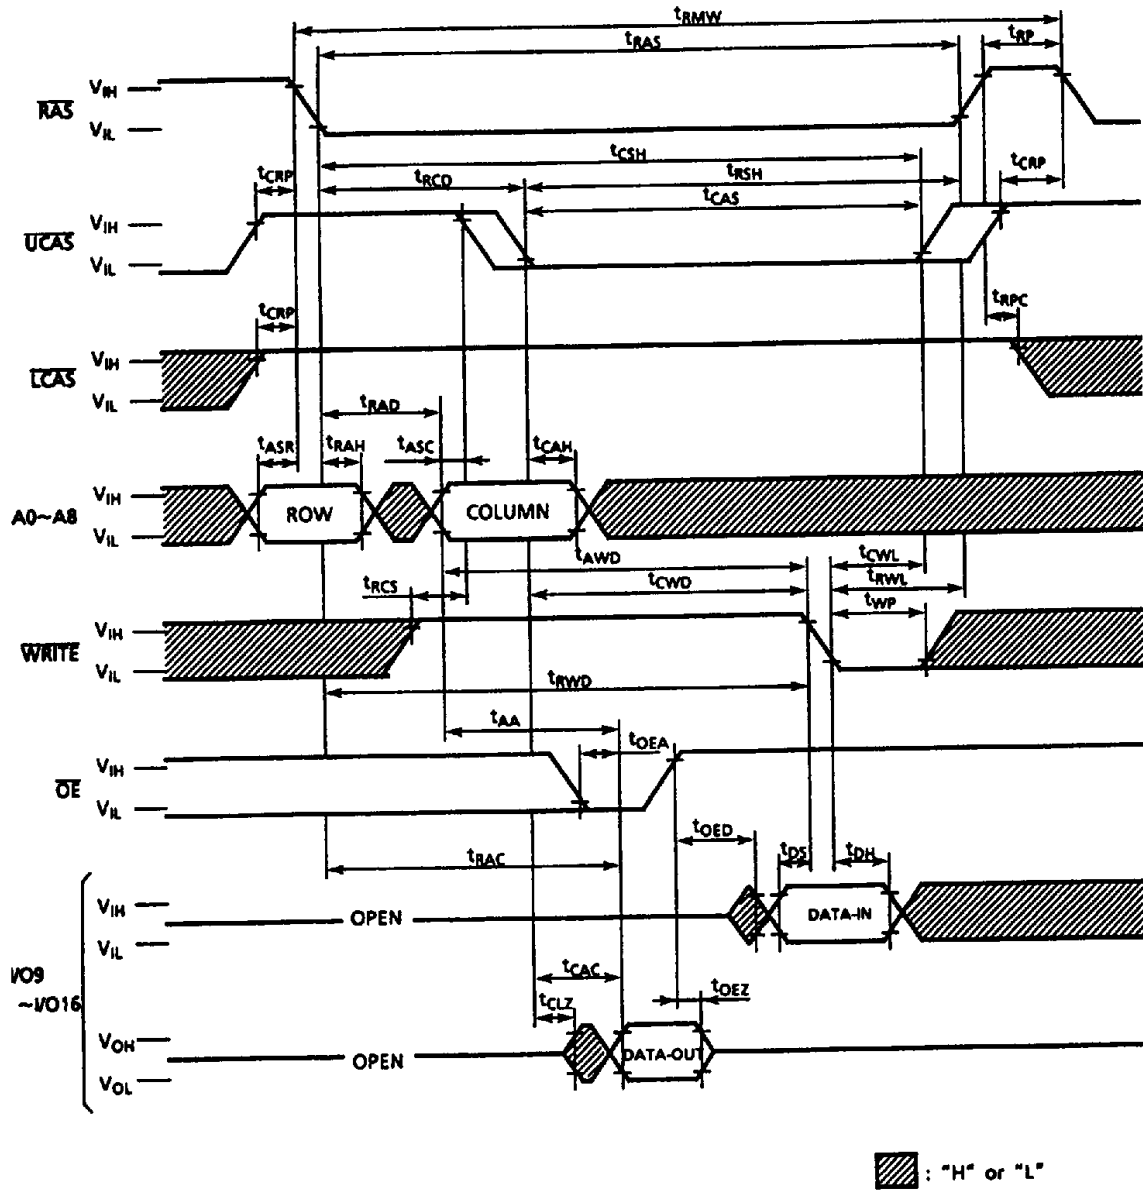 tRMW
tRAS
tRP
RAS
VIH
VIL
tCSH
tCRP
tRCD
tRSH
tCRP
tCAS
UCAS
VIH
VIL
tCRP
tRPC
LCAS
VIH
VIL
tRAD
tASR
tRAH
tASC
tCAH
A0~A8
VIH
VIL
ROW
COLUMN
tAWD
tCWL
tRCS
tCWD
tRWL
tWP
WRITE
VIH
VIL
tRWD
tAA
tOEA
OE
VIH
VIL
tOED
tRAC
tDS
tDH
VIH
VIL
OPEN
DATA-IN
I/O9
~I/O16
tCAC
tOEZ
tCLZ
VOH
VOL
OPEN
DATA-OUT
: "H" or "L"